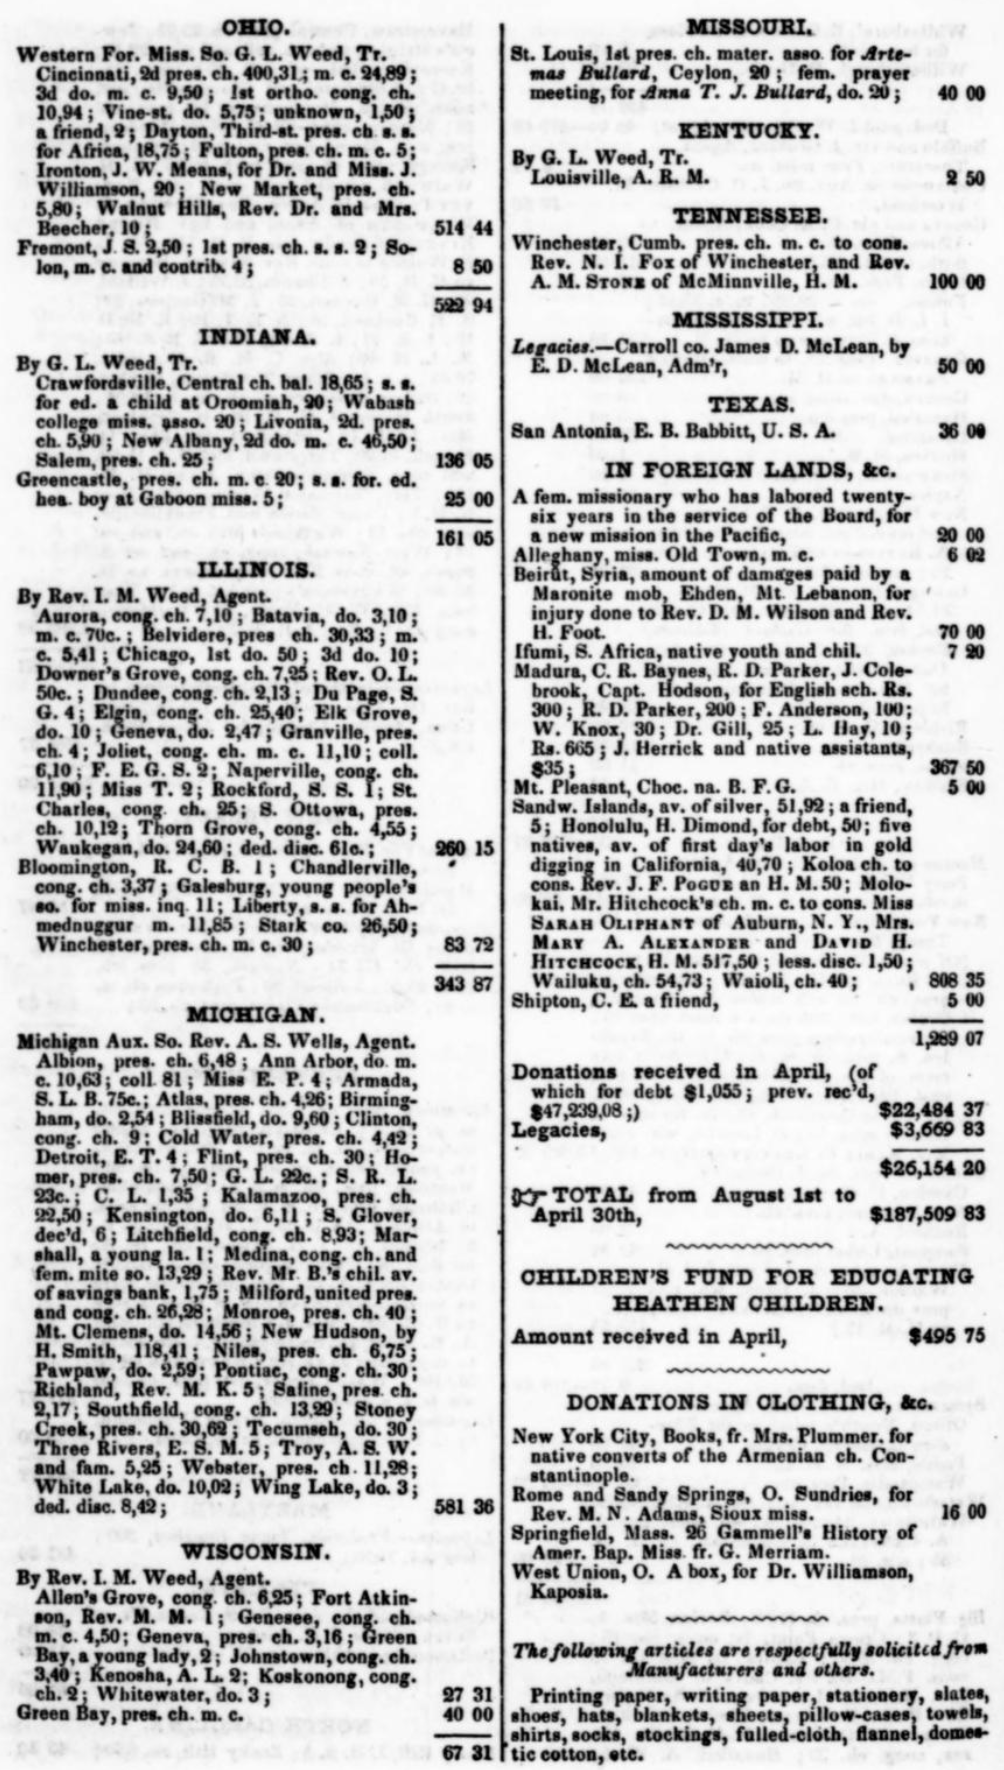 OHIO.
Western For. Miss. So. G. L. Weed, Tr.
Cincinnati, 2d pres. ch. 400,31; m. c. 24,89;
3d do. m. c. 9,50; 1st ortho. cong. ch.
10,94; Vine-st. do. 5,75; unknown, 1,50;
a friend, 2; Dayton, Third-st. pres. ch s. s.
for Africa, 18,75; Fulton, pres. ch. m. c. 5;
Ironton, J. W. Means, for Dr. and Miss. J.
Williamson, 20; New Market, pres. ch.
5,80; Walnut Hills, Rev. Dr. and Mrs.
Beecher, 10; 514 44
Fremont, J. S. 2,50; 1st pres. ch. s. s. 2; So-
lon, m. c. and contrib. 4; 8 50
522 94
INDIANA.
By G. L. Weed, Tr.
Crawfordsville, Central ch. bal. 18,65; s. s.
for ed. a child at Oroomiah, 20; Wabash
college miss. asso. 20; Livonia, 2d. pres.
ch. 5,90; New Albany, 2d do. m. c. 46,50;
Salem, pres. ch. 25; 136 05
Greencastle, pres. ch. m. c. 20; s. s. for. ed.
hea. boy at Gaboon miss. 5; 25 00
161 05
ILLINOIS.
By Rev. I. M. Weed, Agent.
Aurora, cong. ch. 7,10; Batavia, do. 3,10;
m. c. 70c.; Belvidere, pres ch. 30,33; m.
c. 5,41; Chicago, 1st do. 50; 3d do. 10;
Downer's Grove, cong. ch. 7,25; Rev. O. L.
50c.; Dundee, cong. ch. 2,13; Du Page, S.
G. 4; Elgin, cong. ch. 25,40; Elk Grove,
do. 10; Geneva, do. 2,47; Granville, pres.
ch. 4; Joliet, cong. ch. m. c. 11,10; coll.
6,10; F. E. G. S. 2; Naperville, cong. ch.
11,90; Miss T. 2; Rockford, S. S. 1; St.
Charles, cong. ch. 25; S. Ottowa, pres.
ch. 10,12; Thorn Grove, cong. ch. 4,55;
Waukegan, do. 24,60; ded. disc. 61c.; 260 15
Bloomington, R. C. B. 1; Chandlerville,
cong. ch. 3,37; Galesburg, young people's
so. for miss. inq. 11; Liberty, s. s. for Ah-
mednuggur m. 11,85; Stark co. 26,50;
Winchester, pres. ch. m. c. 30; 83 72
343 87
MICHIGAN.
Michigan Aux. So. Rev. A. S. Wells, Agent.
Albion, pres. ch. 6,48; Ann Arbor, do. m.
c. 10,63; coll. 81; Miss E. P. 4; Armada,
S. L. B. 75c.; Atlas, pres. ch. 4,26; Birming-
ham, do. 2,54; Blissfield, do. 9,60; Clinton,
cong. ch. 9; Cold Water, pres. ch. 4,42;
Detroit, E. T. 4; Flint, pres. ch. 30; Ho-
mer, pres. ch. 7,50; G. L. 22c.; S. R. L.
23c.; C. L. 1,35; Kalamazoo, pres. ch.
22,50; Kensington, do. 6,11; S. Glover,
dec'd, 6; Litchfield, cong. ch. 8,93; Mar-
shall, a young la. 1; Medina, cong. ch. and
fem. mite so. 13,29; Rev. Mr. B.'s chil. av.
of savings bank, 1,75; Milford, united pres.
and cong. ch. 26,28; Monroe, pres. ch. 40;
Mt. Clemens, do. 14,56; New Hudson, by
H. Smith, 118,41; Niles, pres. ch. 6,75;
Pawpaw, do. 2,59; Pontiac, cong. ch. 30;
Richland, Rev. M. K. 5; Saline, pres. ch.
2,17; Southfield, cong. ch. 13,29; Stoney
Creek, pres. ch. 30,62; Tecumseh, do. 30;
Three Rivers, E. S. M. 5; Troy, A. S. W.
and fam. 5,25; Webster, pres. ch. 11,28;
White Lake, do. 10,02; Wing Lake, do. 3;
ded. disc. 8,42; 581 36
WISCONSIN.
By Rev. I. M. Weed, Agent.
Allen's Grove, cong. ch. 6,25; Fort Atkin-
son, Rev. M. M. 1; Genesee, cong. ch.
m. c. 4,50; Geneva, pres. ch. 3,16; Green
Bay, a young lady, 2; Johnstown, cong. ch.
3,40; Kenosha, A. L. 2; Koskonong, cong.
ch. 2; Whitewater, do. 3; 27 31
Green Bay, pres. ch. m. c. 40 00
67 31
MISSOURI.
St. Louis, 1st pres. ch. mater. asso. for Arte-
mas Bullard, Ceylon, 20; fem. prayer
meeting, for Anna T. J. Bullard, do. 20; 40 00
KENTUCKY.
By G. L. Weed, Tr.
Louisville, A. R. M. 2 50
TENNESSEE.
Winchester, Cumb. pres. ch. m. c. to cons.
Rev. N. I. Fox of Winchester, and Rev.
A. M. STONE of McMinnville, H. M. 100 00
MISSISSIPPI.
Legacies.—Carroll co. James D. McLean, by
E. D. McLean, Adm'r, 50 00
TEXAS.
San Antonia, E. B. Babbitt, U. S. A. 36 00
IN FOREIGN LANDS, &c.
A fem. missionary who has labored twenty-
six years in the service of the Board, for
a new mission in the Pacific, 20 00
Alleghany, miss. Old Town, m. c. 6 02
Beirût, Syria, amount of damages paid by a
Maronite mob, Ehden, Mt. Lebanon, for
injury done to Rev. D. M. Wilson and Rev.
H. Foot. 70 00
Ifumi, S. Africa, native youth and chil. 7 20
Madura, C. R. Baynes, R. D. Parker, J. Cole-
brook, Capt. Hodson, for English sch. Rs.
300; R. D. Parker, 200; F. Anderson, 100;
W. Knox, 30; Dr. Gill, 25; L. Hay, 10;
Rs. 665; J. Herrick and native assistants,
$35; 367 50
Mt. Pleasant, Choc. na. B. F. G. 5 00
Sandw. Islands, av. of silver, 51,92; a friend,
5; Honolulu, H. Dimond, for debt, 50; five
natives, av. of first day's labor in gold
digging in California, 40,70; Koloa ch. to
cons. Rev. J. F. POGUE an H. M. 50; Molo-
kai, Mr. Hitchcock's ch. m. c. to cons. Miss
SARAH OLIPHANT of Auburn, N. Y., Mrs.
MARY A. ALEXANDER and DAVID H.
HITCHCOCK, H. M. 517,50; less. disc. 1,50;
Wailuku, ch. 54,73; Waioli, ch. 40; 808 35
Shipton, C. E. a friend, 5 00
1,289 07
Donations received in April, (of
which for debt $1,055; prev. rec'd,
$47,239,08;) $22,484 37
Legacies, $3,669 83
$26,154 20
☞ TOTAL from August 1st to
April 30th, $187,509 83
CHILDREN'S FUND FOR EDUCATING
HEATHEN CHILDREN.
Amount received in April, $495 75
DONATIONS IN CLOTHING, &c.
New York City, Books, fr. Mrs. Plummer. for
native converts of the Armenian ch. Con-
stantinople.
Rome and Sandy Springs, O. Sundries, for
Rev. M. N. Adams, Sioux miss. 16 00
Springfield, Mass. 26 Gammell's History of
Amer. Bap. Miss. fr. G. Merriam.
West Union, O. A box, for Dr. Williamson,
Kaposia.
The following articles are respectfully solicited from
Manufacturers and others.
Printing paper, writing paper, stationery, slates,
shoes, hats, blankets, sheets, pillow-cases, towels,
shirts, socks, stockings, fulled-cloth, flannel, domes-
tic cotton, etc.